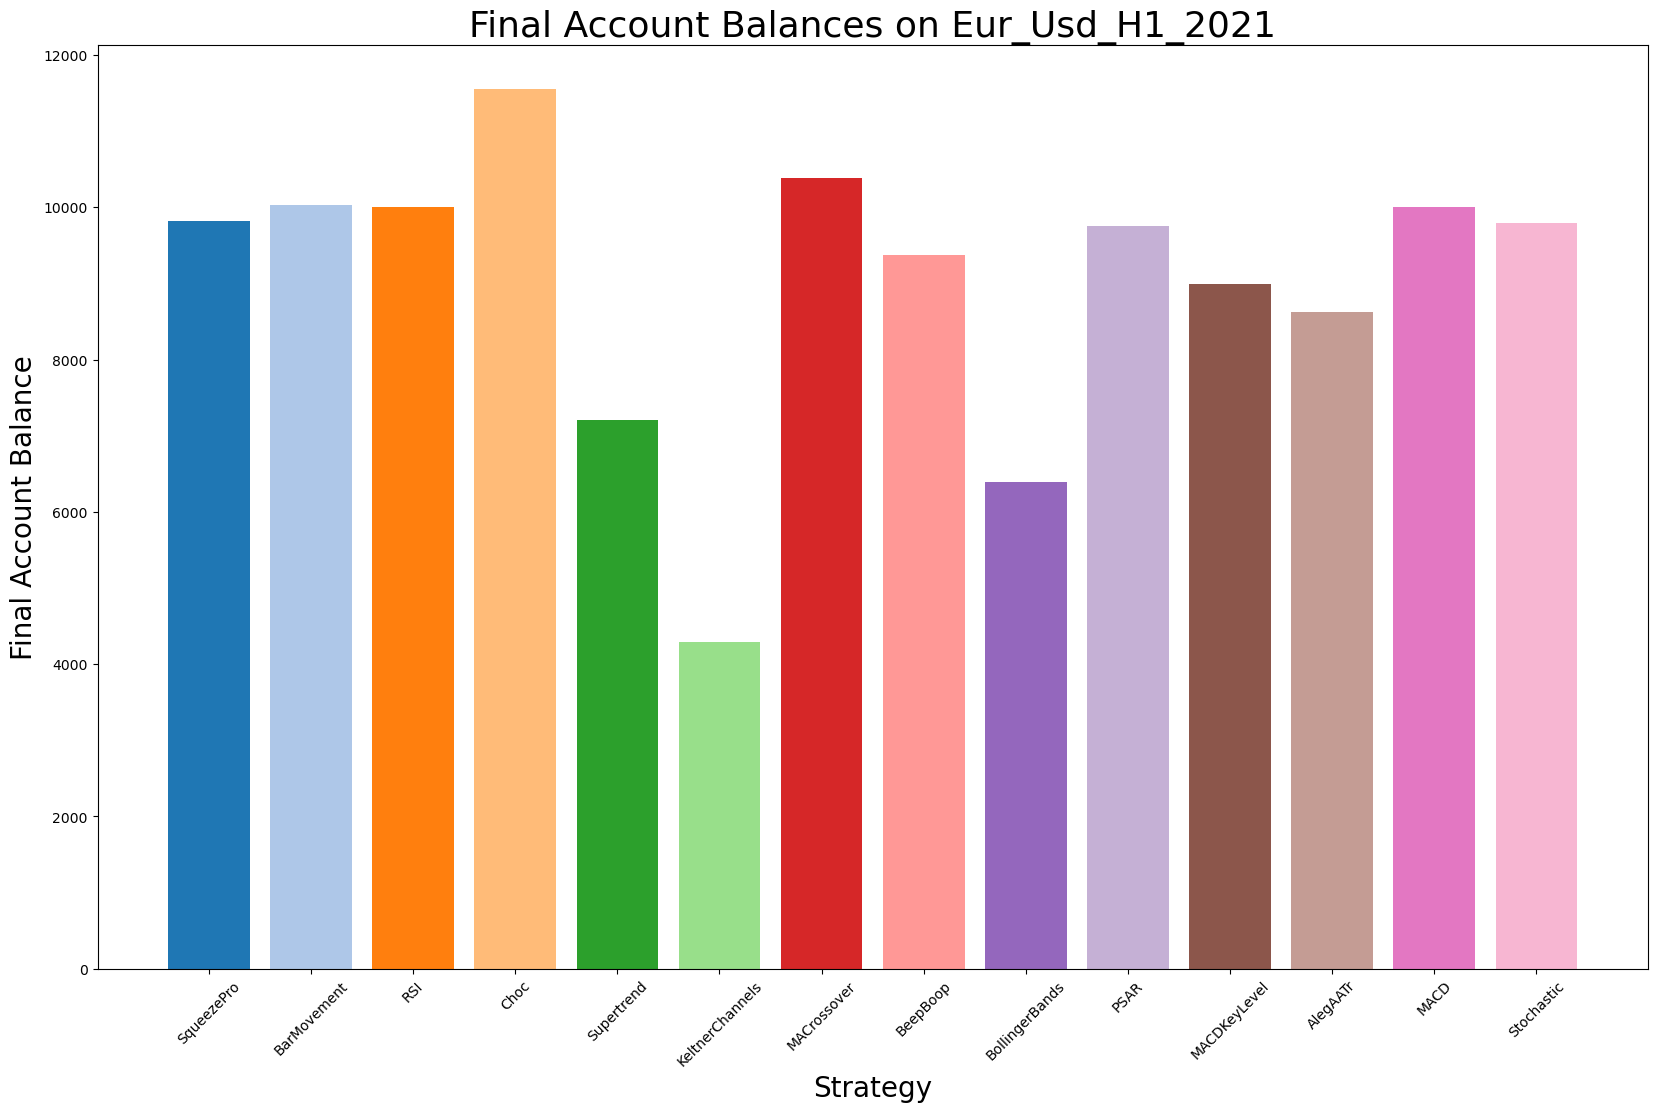 Final Account Balances on Eur_Usd_H1_2021
Final Account Balance
12000
10000
8000
6000
4000
2000
0
SqueezePro
BarMovement
RSI
Choc
Supertrend
KeltnerChannels
MACrossover
BeepBoop
BollingerBands
PSAR
MACDKeyLevel
AlegAATr
MACD
Stochastic
Strategy